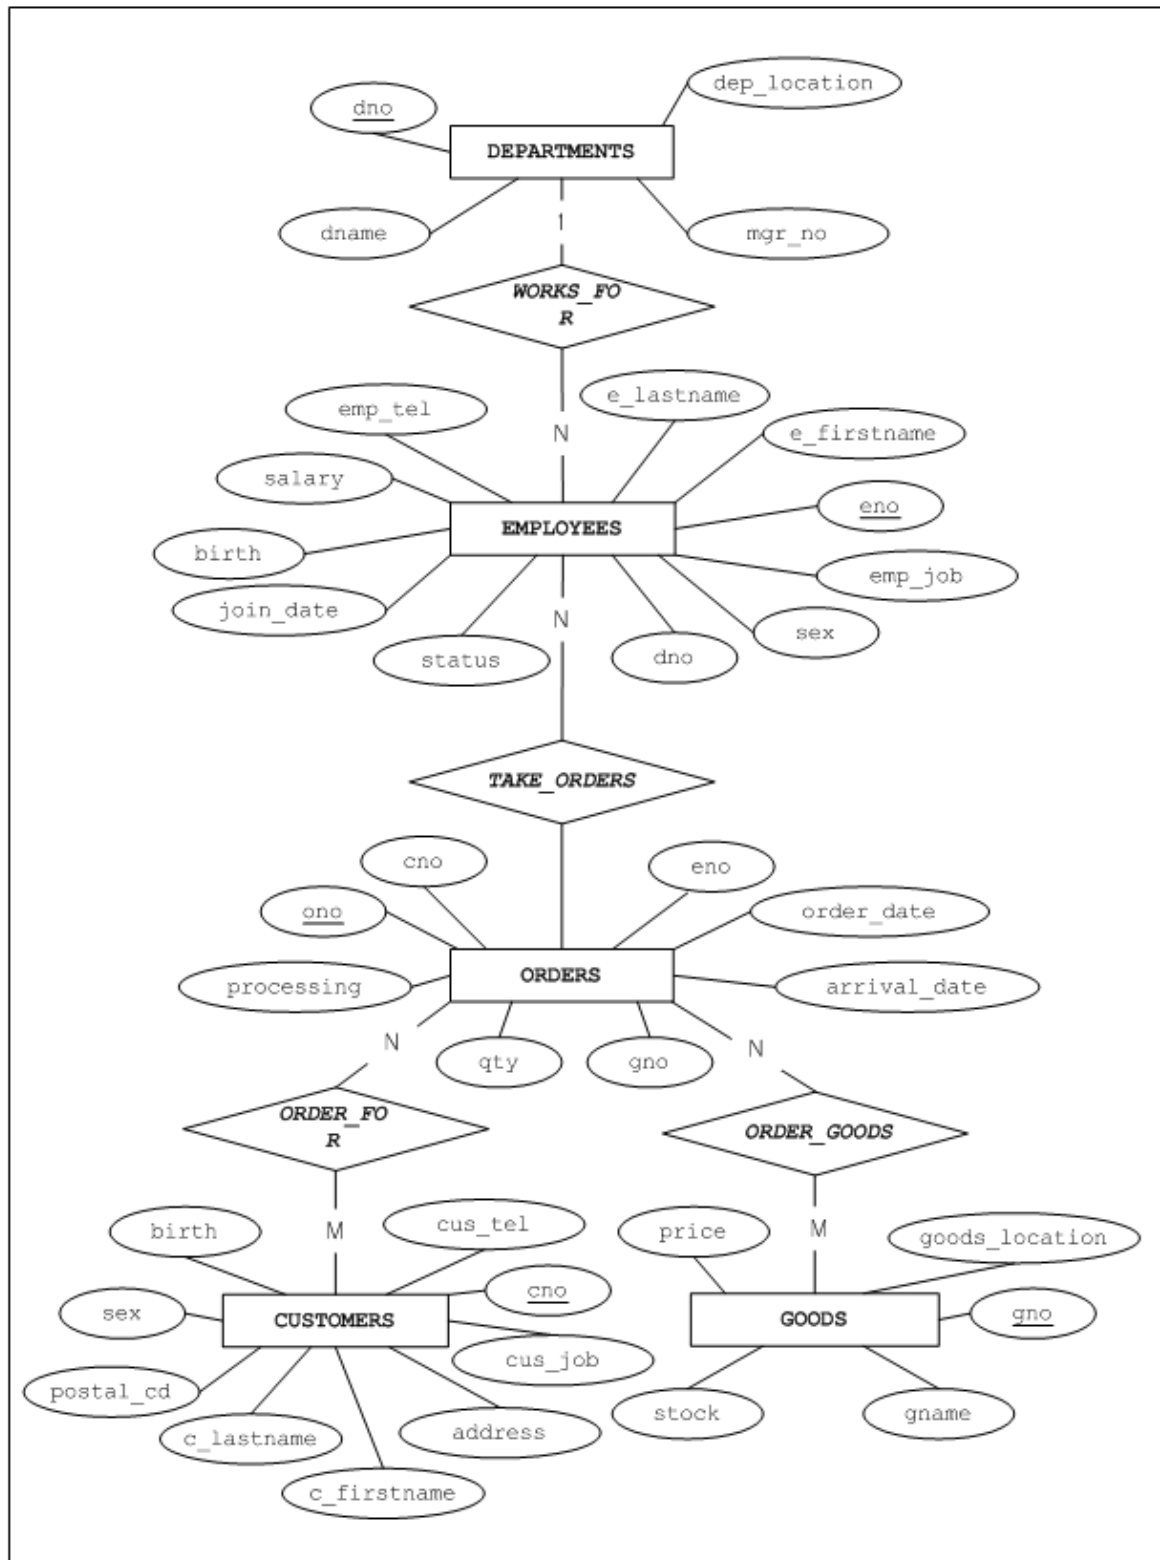 dep_location
dno
DEPARTMENTS
dname
1
mgr_no
WORKS_FO
R
e_lastname
emp_tel
e_firstname
N
salary
eno
EMPLOYEES
birth
emp_job
join_date
N
sex
status
dno
TAKE_ORDERS
cno
eno
ono
order_date
ORDERS
processing
arrival_date
N
qty
gno
N
ORDER_FO
R
ORDER_GOODS
birth
M
cus_tel
price
M
goods_location
cno
sex
CUSTOMERS
GOODS
gno
cus_job
postal_cd
stock
gname
c_lastname
address
c_firstname